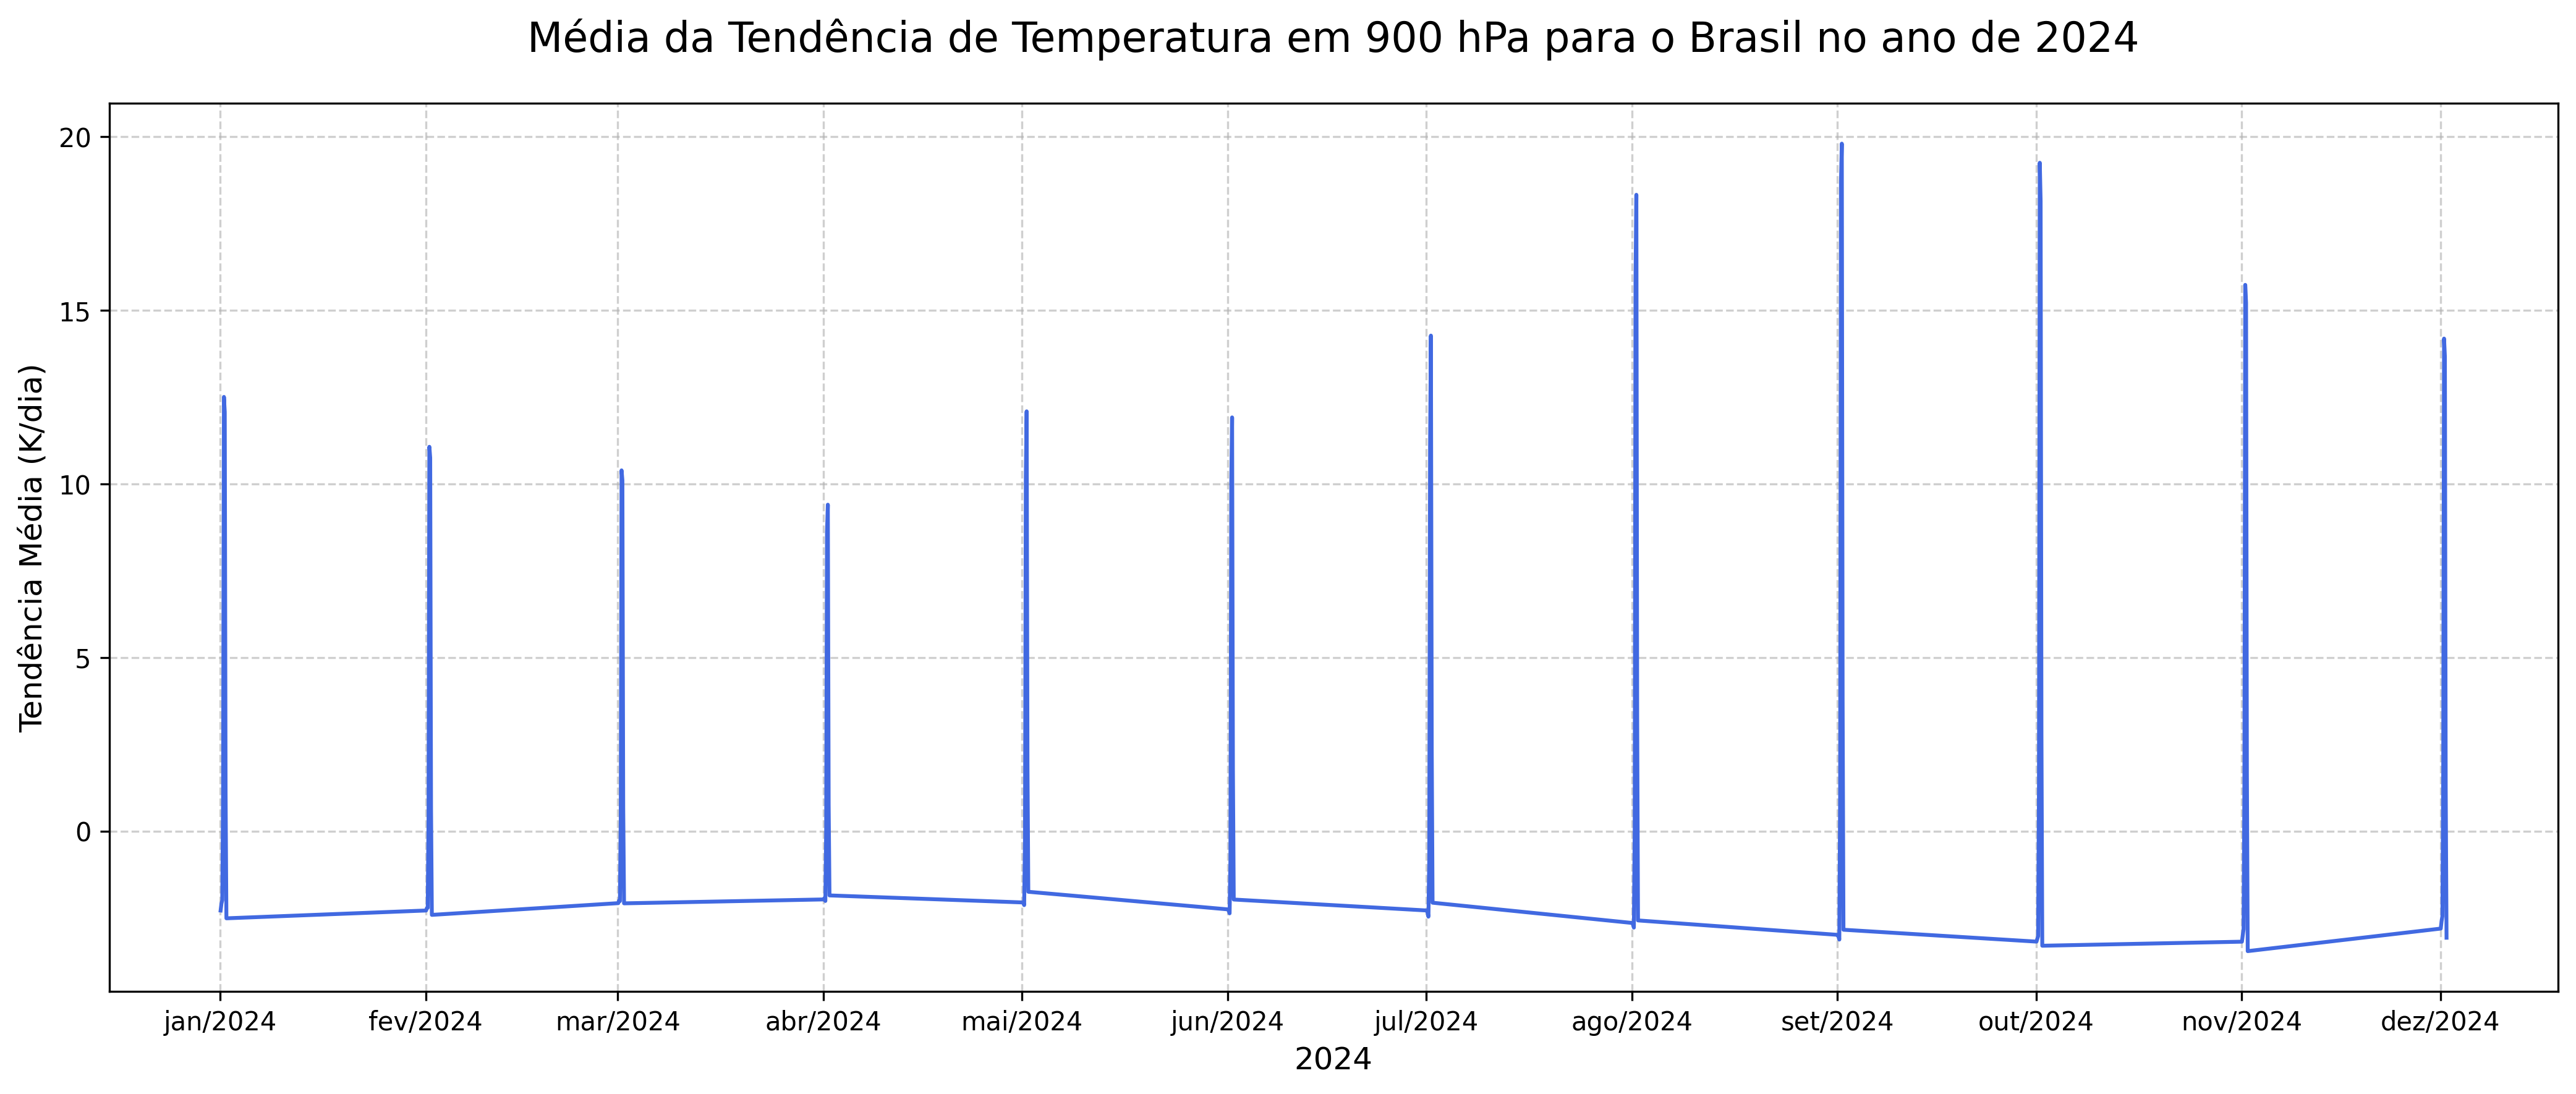 Média da Tendência de Temperatura em 900 hPa para o Brasil no ano de 2024
Tendência Média (K/dia)
20
15
10
5
0
jan/2024 fev/2024 mar/2024 abr/2024 mai/2024 jun/2024 jul/2024 ago/2024 set/2024 out/2024 nov/2024 dez/2024
2024